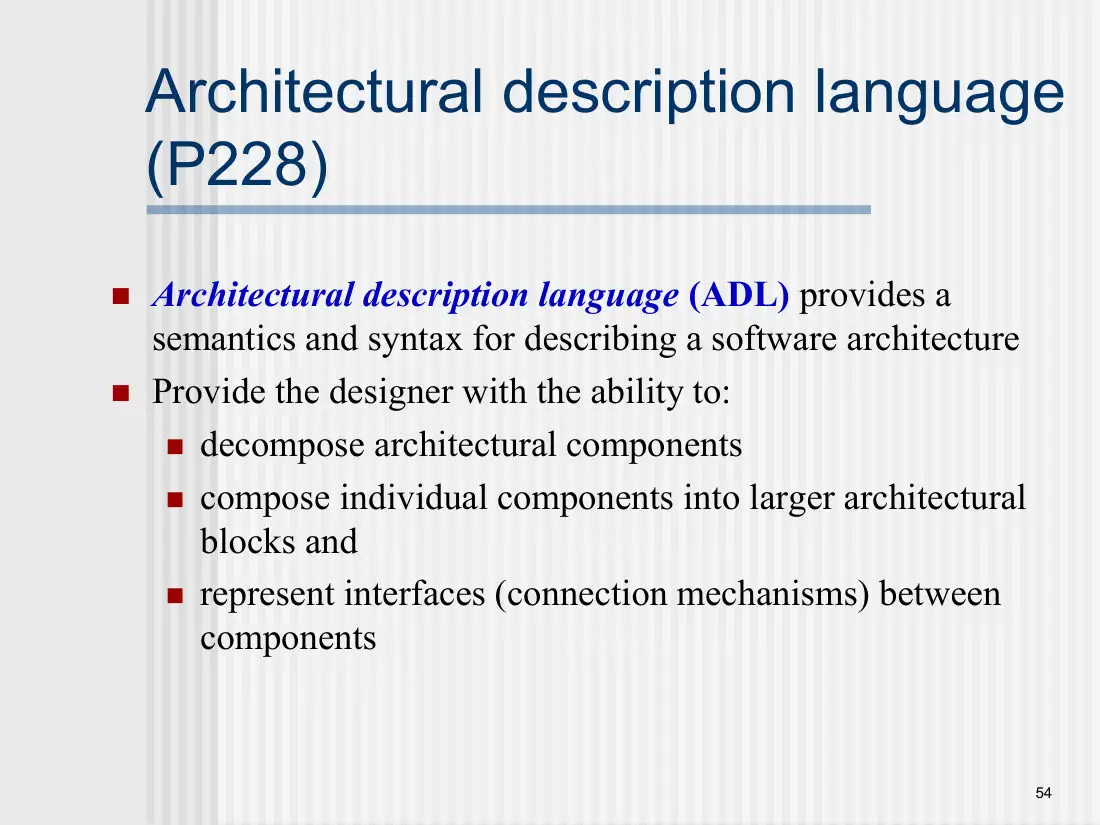 Architectural description language
(P228)
Architectural description language (ADL) provides a
semantics and syntax for describing a software architecture
Provide the designer with the ability to:
decompose architectural components
compose individual components into larger architectural
blocks and
represent interfaces (connection mechanisms) between
components
54